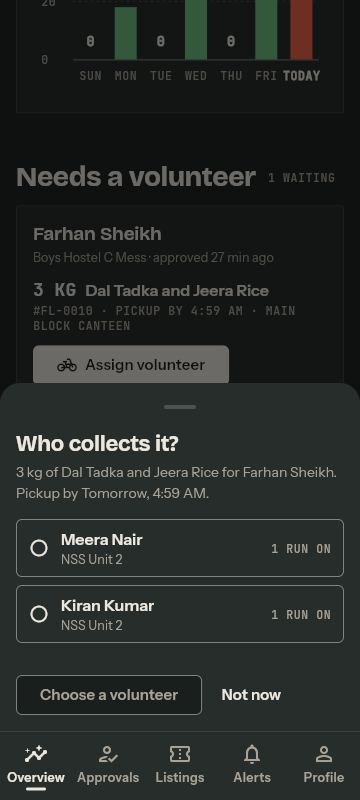 20
0 0 0
0
SUN MON TUE WED THU FRI TODAY
Needs a volunteer 1 WAITING
Farhan Sheikh
Boys Hostel C Mess · approved 27 min ago
3 KG Dal Tadka and Jeera Rice
#FL-0010 · PICKUP BY 4:59 AM · MAIN
BLOCK CANTEEN
Assign volunteer
Who collects it?
3 kg of Dal Tadka and Jeera Rice for Farhan Sheikh.
Pickup by Tomorrow, 4:59 AM.
Meera Nair
NSS Unit 2
1 RUN ON
Kiran Kumar
NSS Unit 2
1 RUN ON
Choose a volunteer Not now
Overview Approvals Listings Alerts Profile